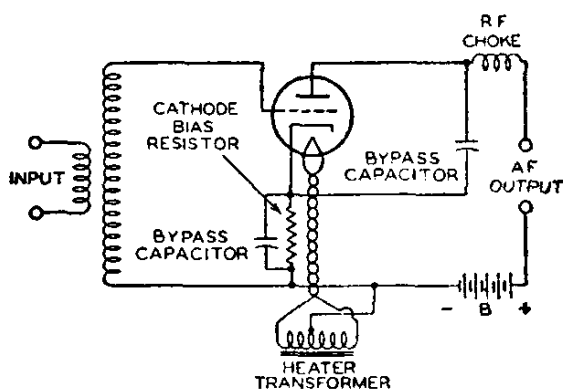 RF
CHOKE
CATHODE
BIAS
RESISTOR
INPUT
BYPASS
CAPACITOR
AF
OUTPUT
BYPASS
CAPACITOR
- B +
HEATER
TRANSFORMER